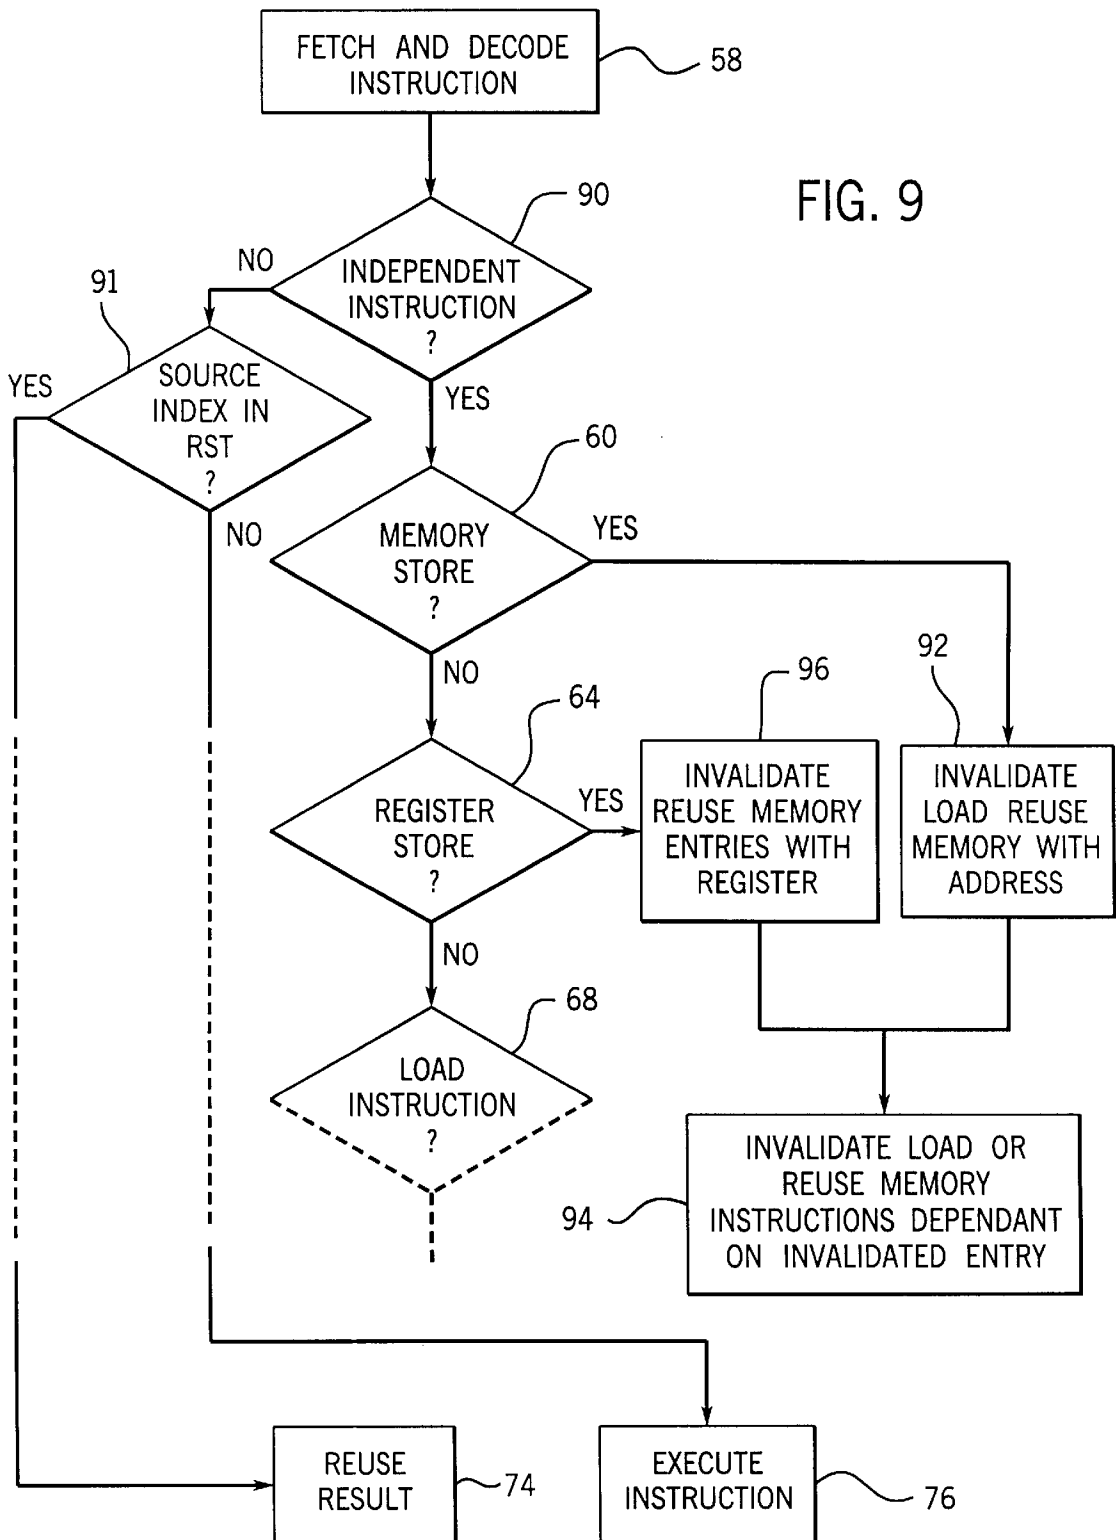 FETCH AND DECODE
INSTRUCTION
58
FIG. 9
90
NO
INDEPENDENT
INSTRUCTION
?
91
YES
SOURCE
INDEX IN
RST
?
YES
60
NO
MEMORY
STORE
?
YES
NO
96
92
64
REGISTER
STORE
?
YES
INVALIDATE
REUSE MEMORY
ENTRIES WITH
REGISTER
INVALIDATE
LOAD REUSE
MEMORY WITH
ADDRESS
NO
68
LOAD
INSTRUCTION
?
94
INVALIDATE LOAD OR
REUSE MEMORY
INSTRUCTIONS DEPENDANT
ON INVALIDATED ENTRY
REUSE
RESULT
74
EXECUTE
INSTRUCTION
76